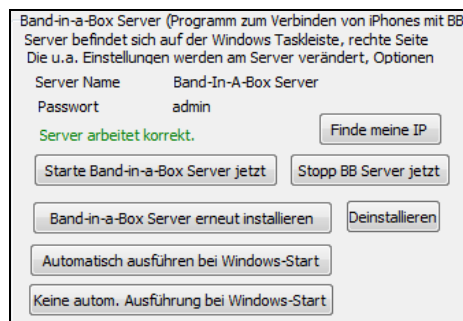 Band-in-a-Box Server (Programm zum Verbinden von iPhones mit BB
Server befindet sich auf der Windows Taskleiste, rechte Seite
Die u.a. Einstellungen werden am Server verändert, Optionen
Server Name Band-In-A-Box Server
Passwort admin
Server arbeitet korrekt. Finde meine IP
Starte Band-in-a-Box Server jetzt Stopp BB Server jetzt
Band-in-a-Box Server erneut installieren Deinstallieren
Automatisch ausführen bei Windows-Start
Keine autom. Ausführung bei Windows-Start